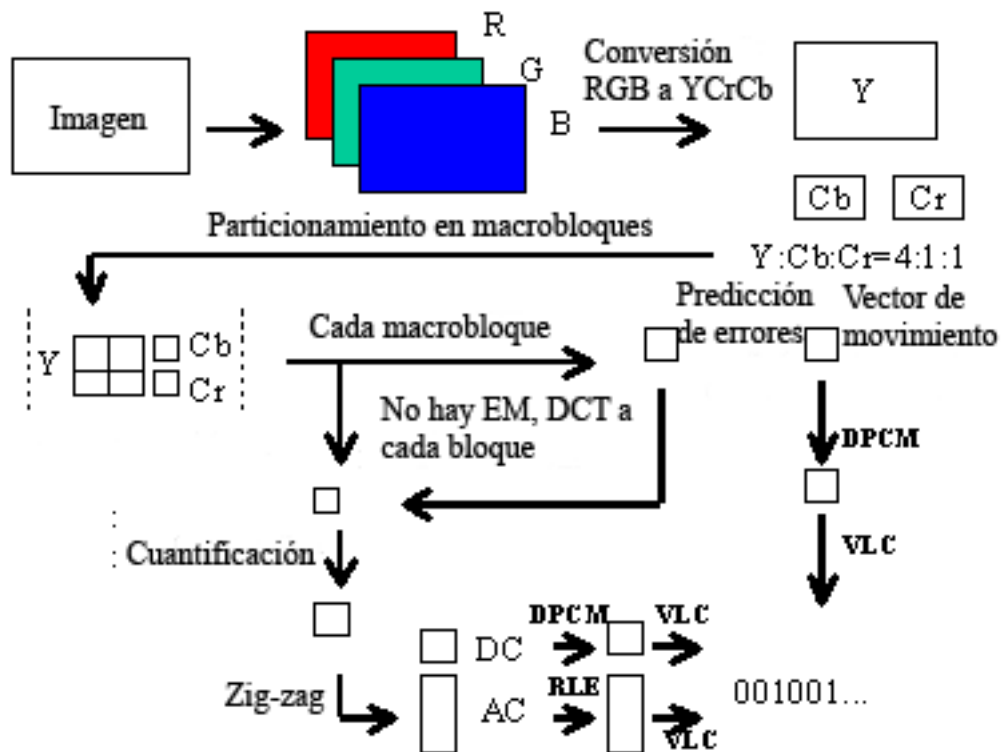 R
Imagen
G
B
Conversión
RGB a YCrCb
Y
Cb
Cr
Particionamiento en macrobloques
Y:Cb:Cr=4:1:1
Y
Cb
Cr
Cada macrobloque
Predicción
de errores
Vector de
movimiento
No hay EM, DCT a
cada bloque
DPCM
Cuantificación
VLC
Zig-zag
DC
DPCM
VLC
AC
RLE
VLC
001001...